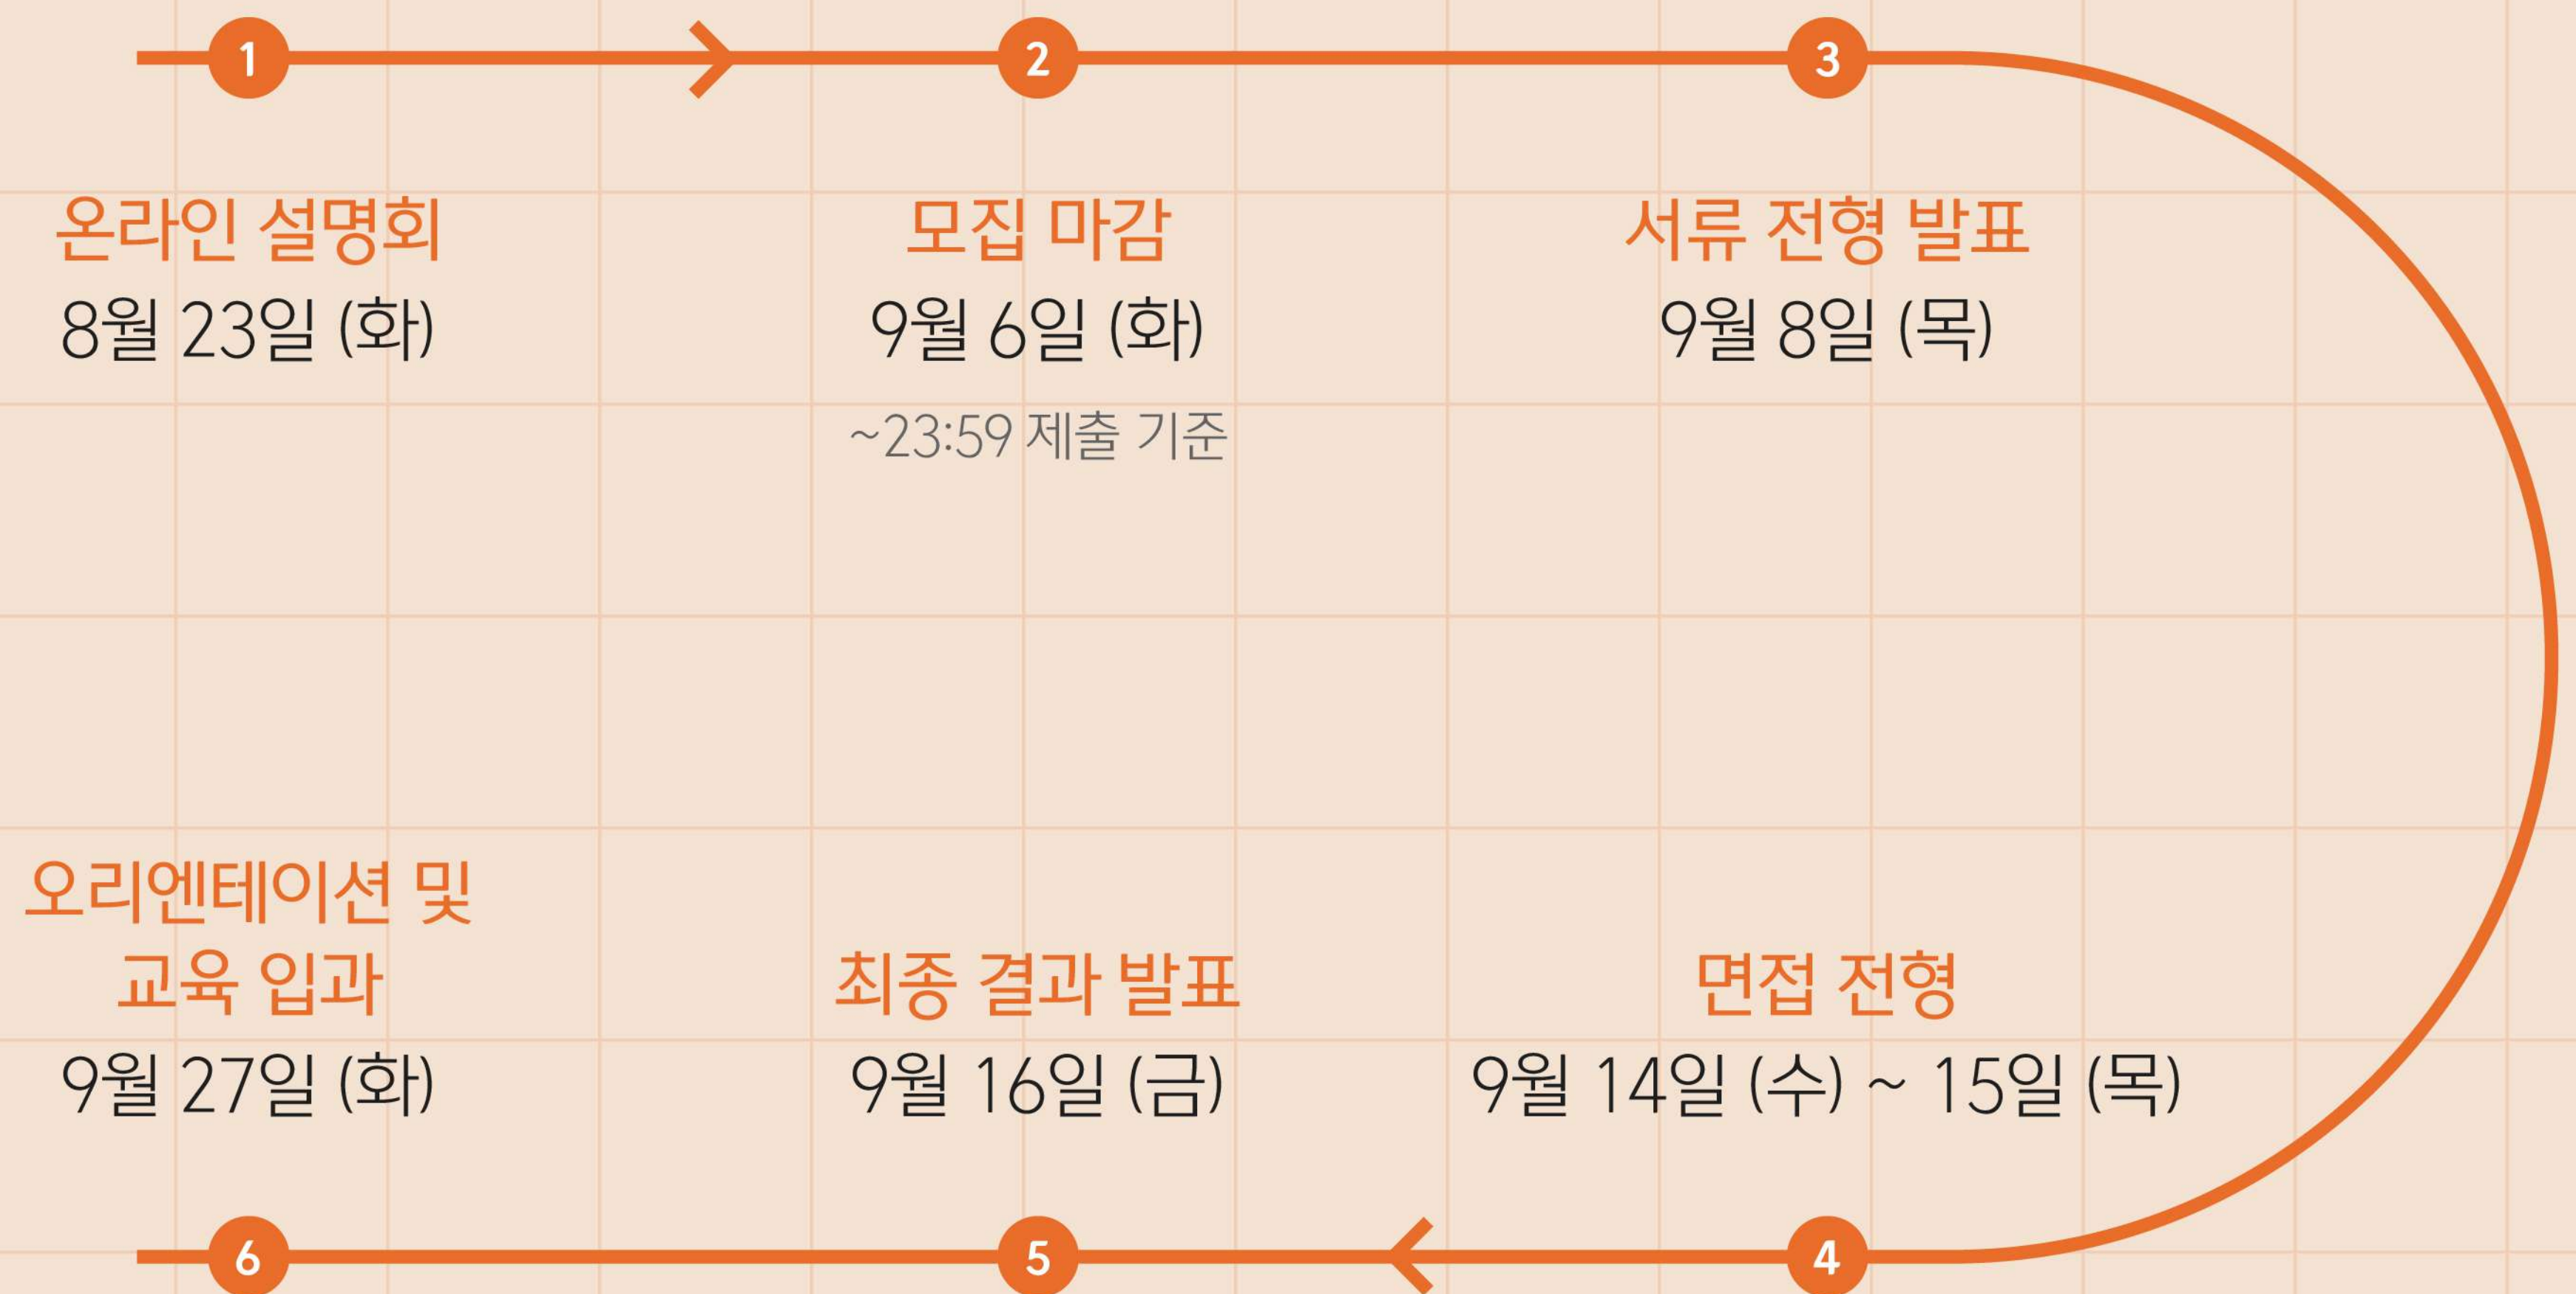 1
2
3
온라인 설명회
8월 23일 (화)
모집 마감
9월 6일 (화)
~23:59 제출 기준
서류 전형 발표
9월 8일 (목)
면접 전형
9월 14일 (수) ~ 15일 (목)
4
최종 결과 발표
9월 16일 (금)
5
오리엔테이션 및
교육 입과
9월 27일 (화)
6